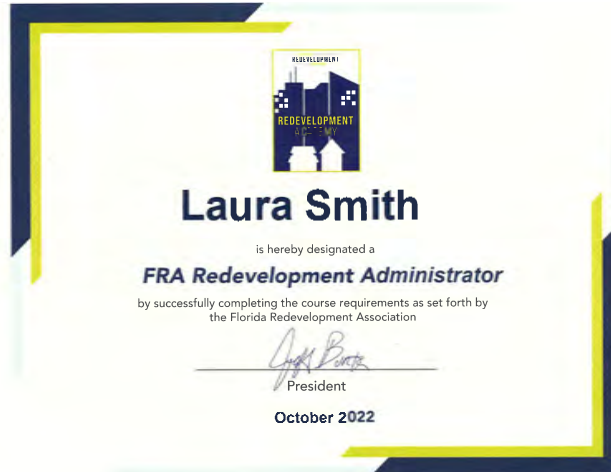 REDEVELOPMENT
REDEVELOPMENT
ACADEMY
Laura Smith
is hereby designated a
FRA Redevelopment Administrator
by successfully completing the course requirements as set forth by
the Florida Redevelopment Association
President
October 2022